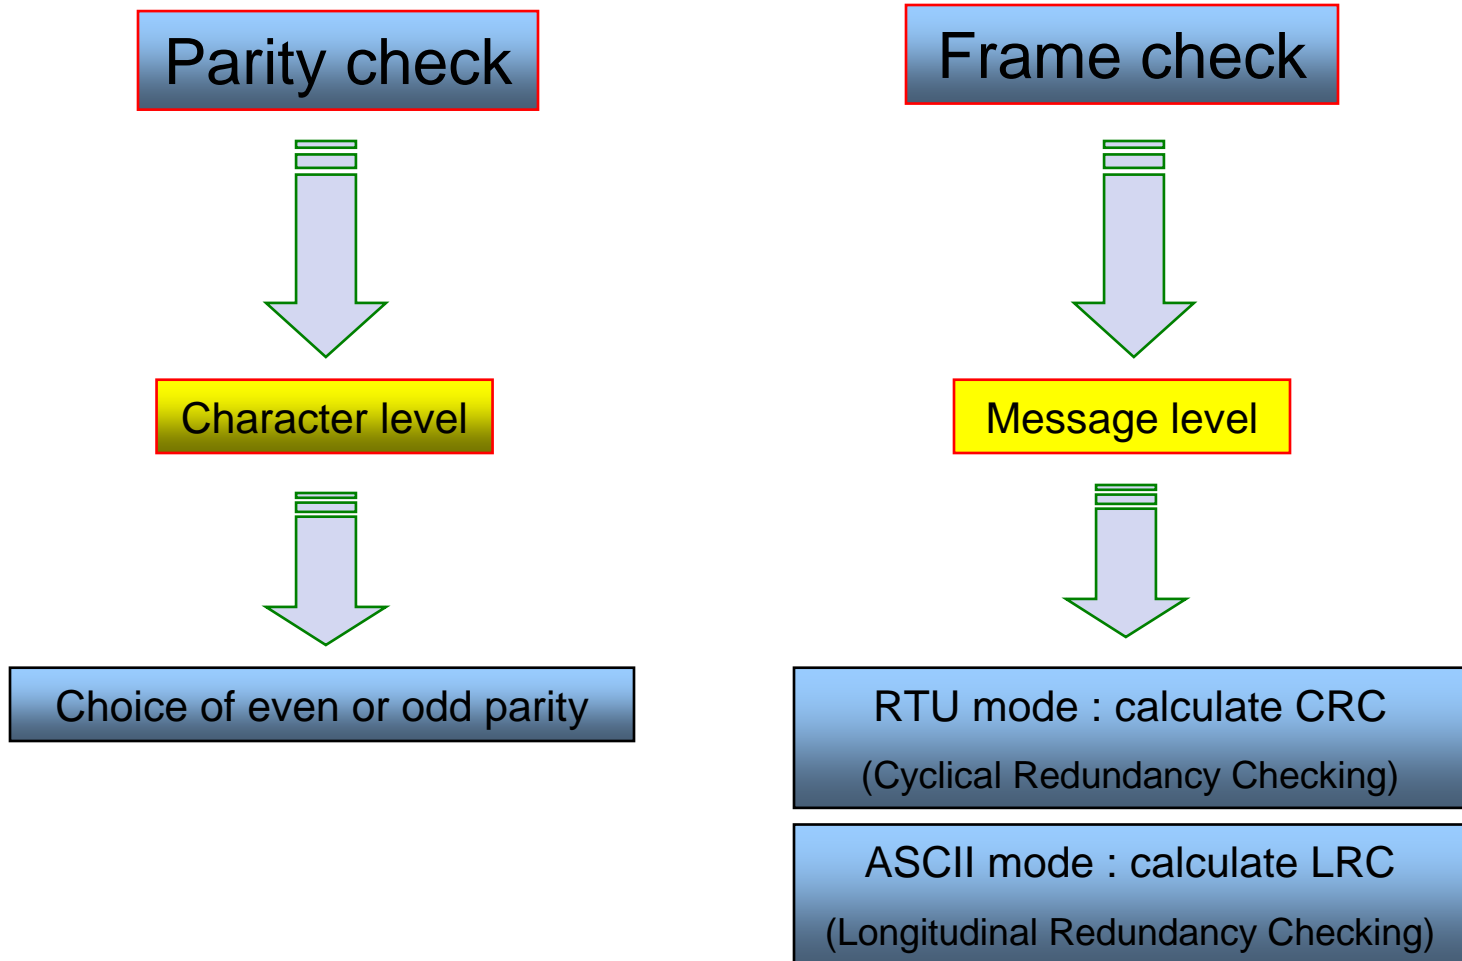 Parity check
Character level
Choice of even or odd parity
Frame check
Message level
RTU mode : calculate CRC
(Cyclical Redundancy Checking)
ASCII mode : calculate LRC
(Longitudinal Redundancy Checking)